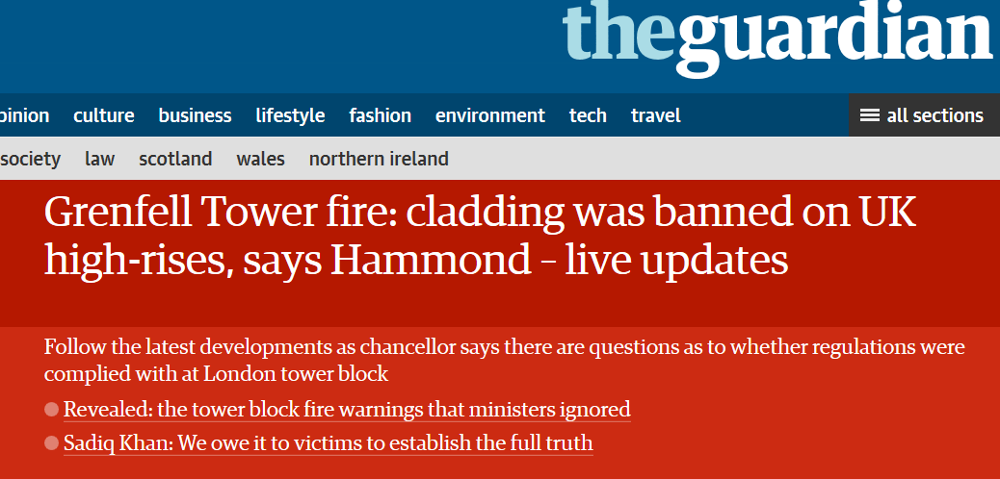 theguardian
pinion culture business lifestyle fashion environment tech travel all sections
society law scotland wales northern ireland
Grenfell Tower fire: cladding was banned on UK
high-rises, says Hammond – live updates
Follow the latest developments as chancellor says there are questions as to whether regulations were
complied with at London tower block
Revealed: the tower block fire warnings that ministers ignored
Sadiq Khan: We owe it to victims to establish the full truth